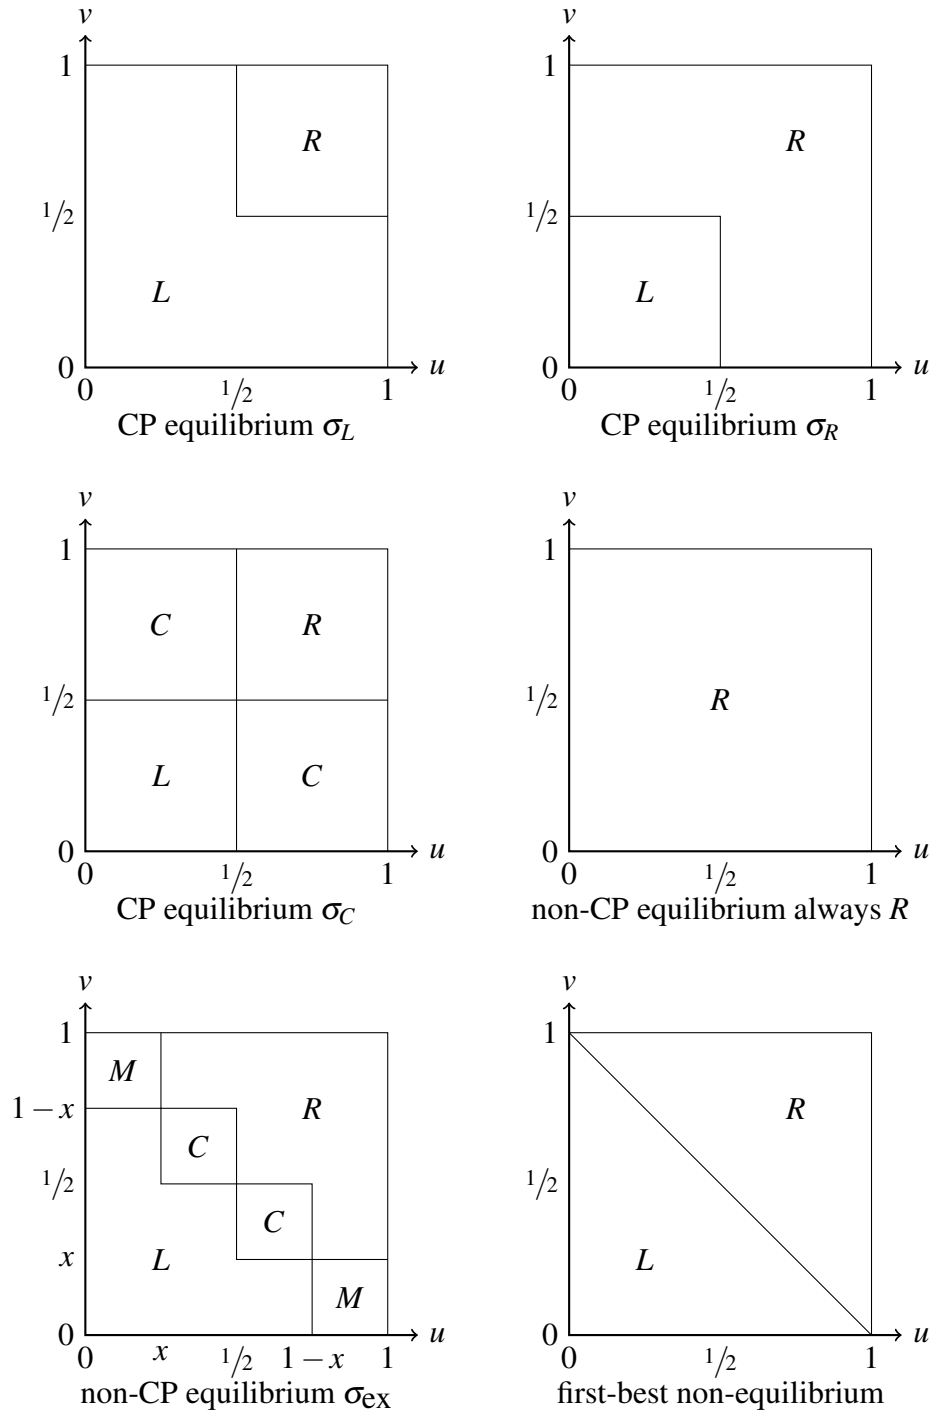 v
v
1
R
1
R
1/2
1/2
L
L
0
u
0
u
0
1/2
1
0
1/2
1
CP equilibrium σL
CP equilibrium σR
v
v
1
C
R
1
1/2
1/2
R
L
C
0
u
0
u
0
1/2
1
0
1/2
1
CP equilibrium σC
non-CP equilibrium always R
v
v
1
M
1
1 − x
R
R
C
1/2
1/2
C
x
L
L
M
0
u
0
u
0
x
1/2
1 − x
1
0
1/2
1
non-CP equilibrium σex
first-best non-equilibrium